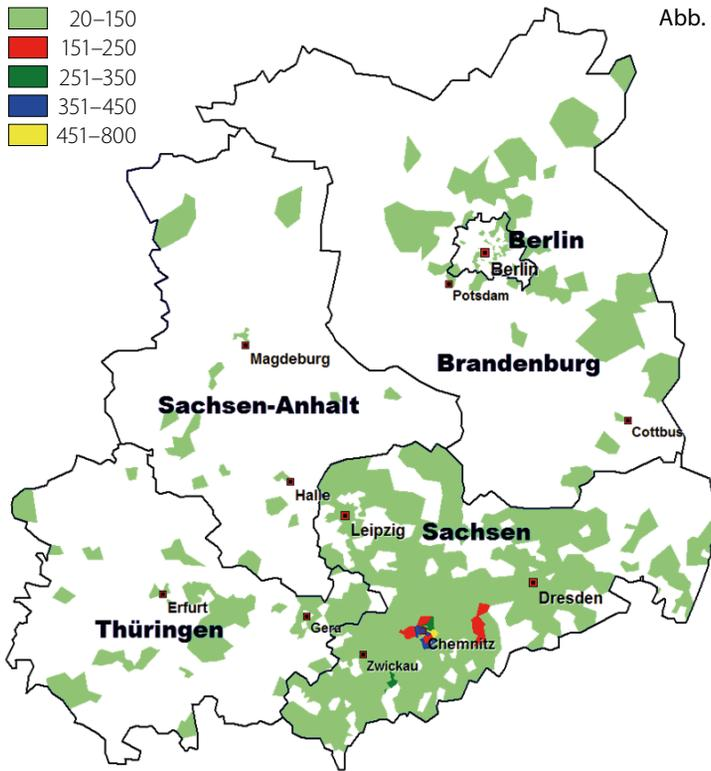 20–150
Abb.
151–250
251–350
351–450
451–800
Berlin
Berlin
Potsdam
Magdeburg
Brandenburg
Sachsen-Anhalt
Cottbus
Halle
Leipzig
Sachsen
Dresden
Erfurt
Thüringen
Gera
Chemnitz
Zwickau